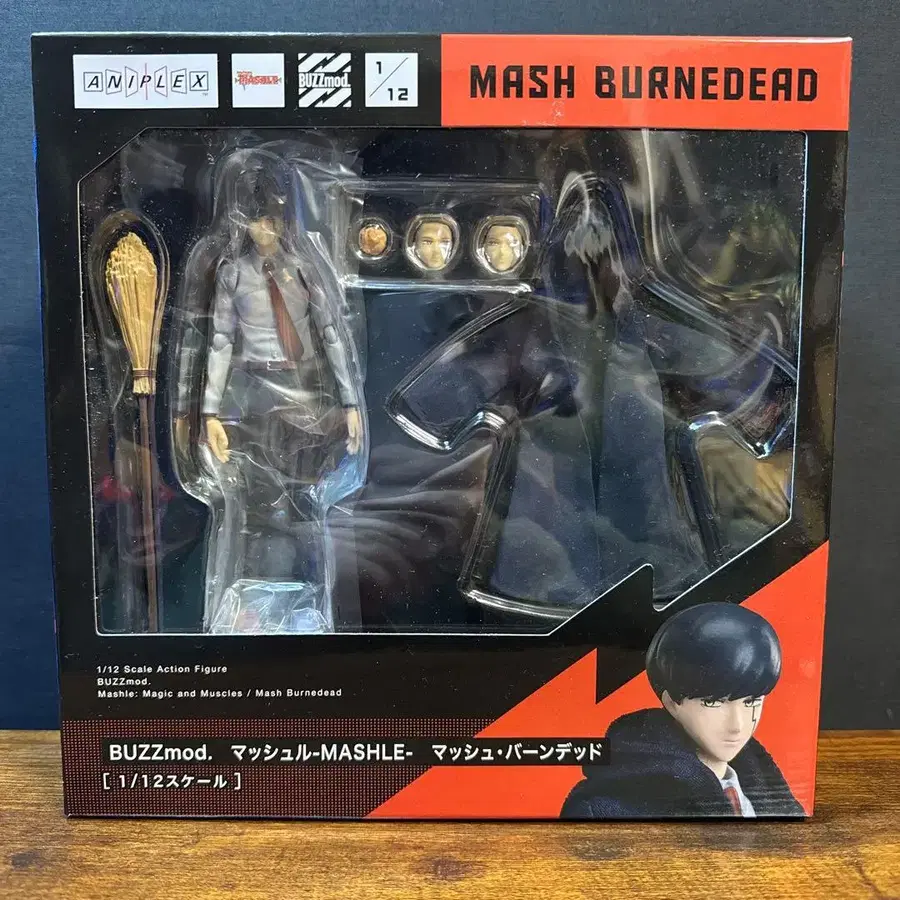 ANIPLEX
MASHLE
BUZZmod.
1/12
MASH BURNEDEAD
1/12 Scale Action Figure
BUZZmod.
Mashle: Magic and Muscles / Mash Burnedead
BUZZmod. マッシュル-MASHLE- マッシュ・バーンデッド
[ 1/12スケール ]